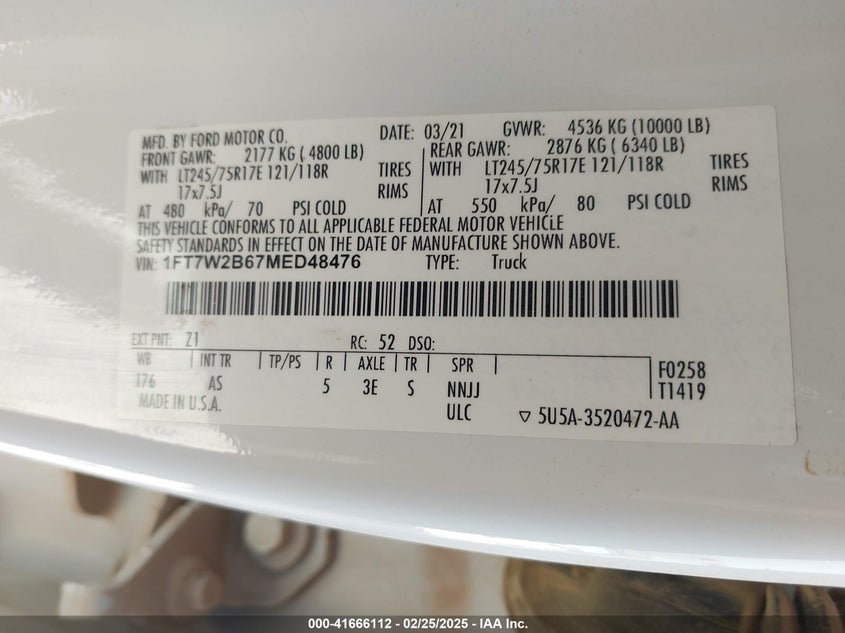 MFD. BY FORD MOTOR CO. DATE: 03/21 GVWR: 4536 KG (10000 LB)
FRONT GAWR: 2177 KG ( 4800 LB) REAR GAWR: 2876 KG ( 6340 LB)
WITH LT245/75R17E 121/118R TIRES WITH LT245/75R17E 121/118R TIRES
17x7.5J RIMS 17x7.5J RIMS
AT 480 kPa/ 70 PSI COLD AT 550 kPa/ 80 PSI COLD
THIS VEHICLE CONFORMS TO ALL APPLICABLE FEDERAL MOTOR VEHICLE
SAFETY STANDARDS IN EFFECT ON THE DATE OF MANUFACTURE SHOWN ABOVE.
VIN: 1FT7W2B67MED48476 TYPE: Truck
EXT PNT: Z1 RC: 52 DSO:
WB INT TR TP/PS R AXLE TR SPR F0258
176 AS 5 3E S NNJJ T1419
MADE IN U.S.A. ULC ▽ 5U5A-3520472-AA
000-41666112 - 02/25/2025 - IAA Inc.